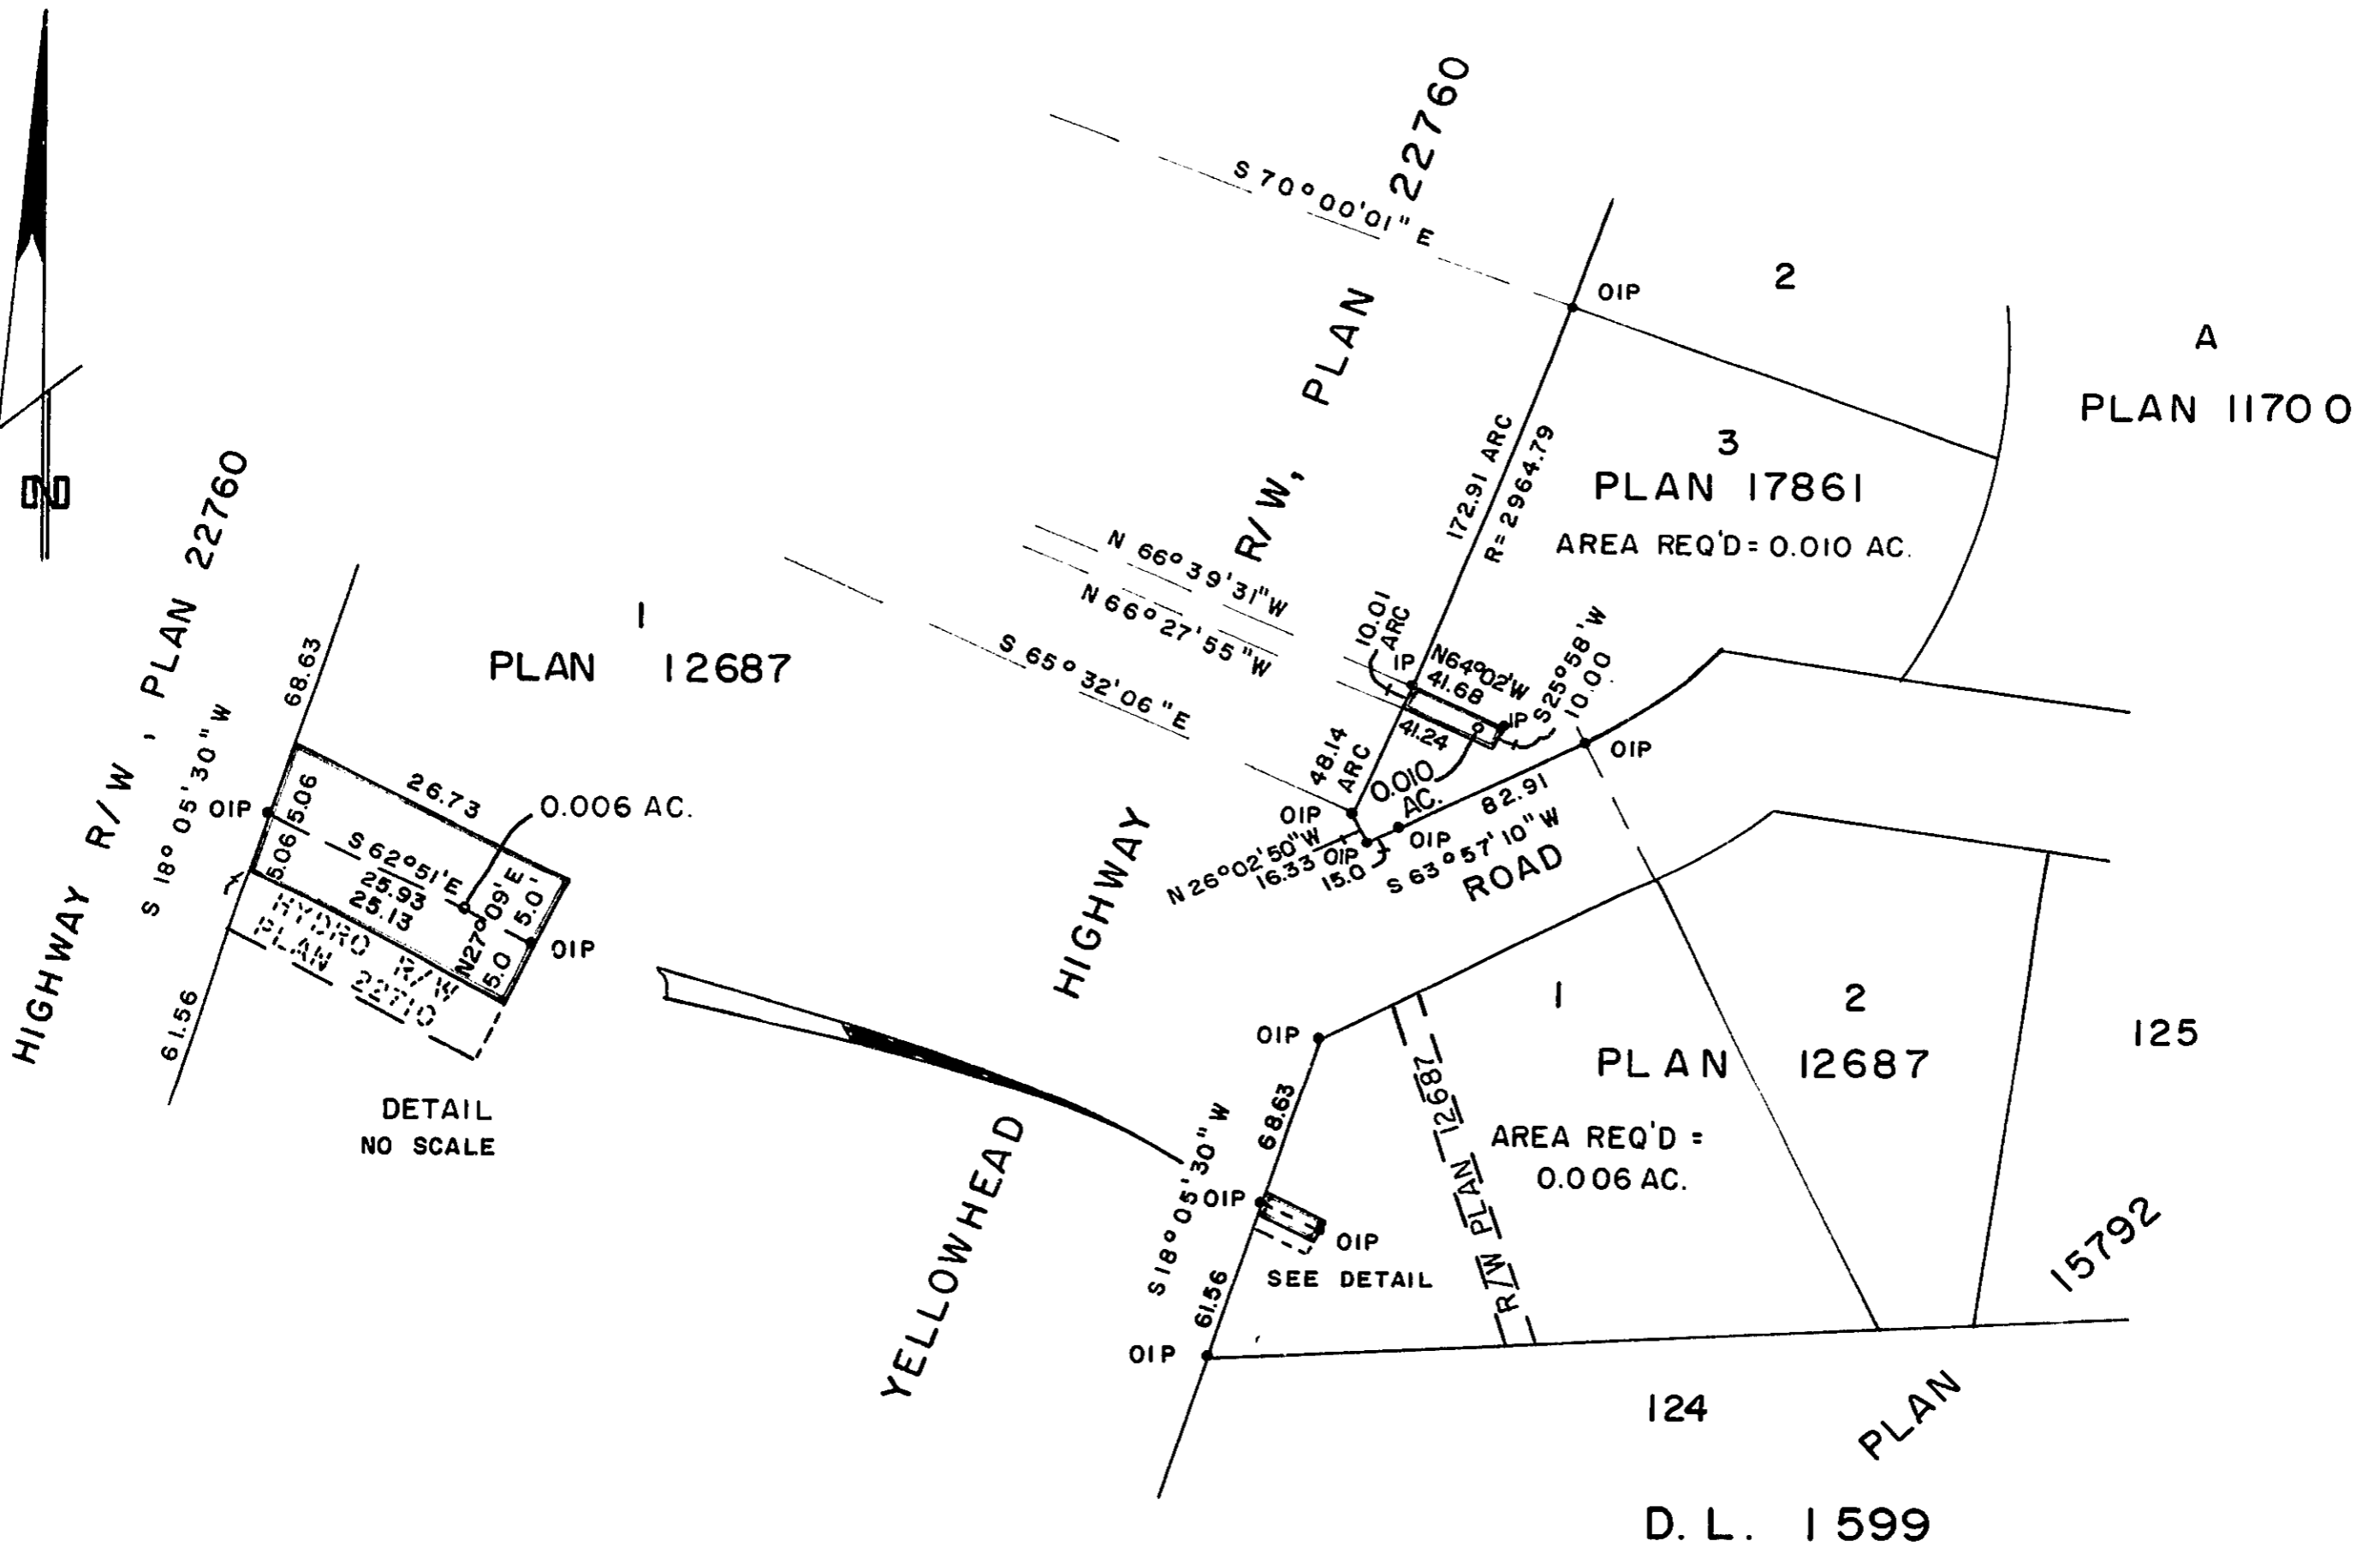 N
HIGHWAY R/W, PLAN 22760
S 18° 05' 30" W
68.63
1
PLAN 12687
26.73
0.006 AC.
OIP
5.06
5.06
S 62°51'E
25.93
25.13
N27°09'E
5.0
5.0
OIP
HYDRO R/W
PLAN 22710
61.56
DETAIL
NO SCALE
YELLOWHEAD HIGHWAY R/W, PLAN 22760
S 70°00'01" E
OIP
2
A
PLAN 11700
172.91 ARC
R= 2964.79
3
PLAN 17861
AREA REQ'D= 0.010 AC.
N 66°39'31"W
N 66°27'55"W
S 65°32'06"E
10.01
ARC
IP
N64°02'W
41.68
IP
S25°58'W
10.00
41.24
48.14
ARC
0.010
AC.
OIP
82.91
OIP
OIP
OIP
N 26°02'50"W
16.33
15.0
S 63°57'10"W
ROAD
OIP
1
2
PLAN 12687
125
AREA REQ'D =
0.006 AC.
R/W PLAN 12687
S 18° 05' 30" W
68.63
OIP
OIP
SEE DETAIL
61.56
OIP
124
PLAN 15792
D. L. 1599